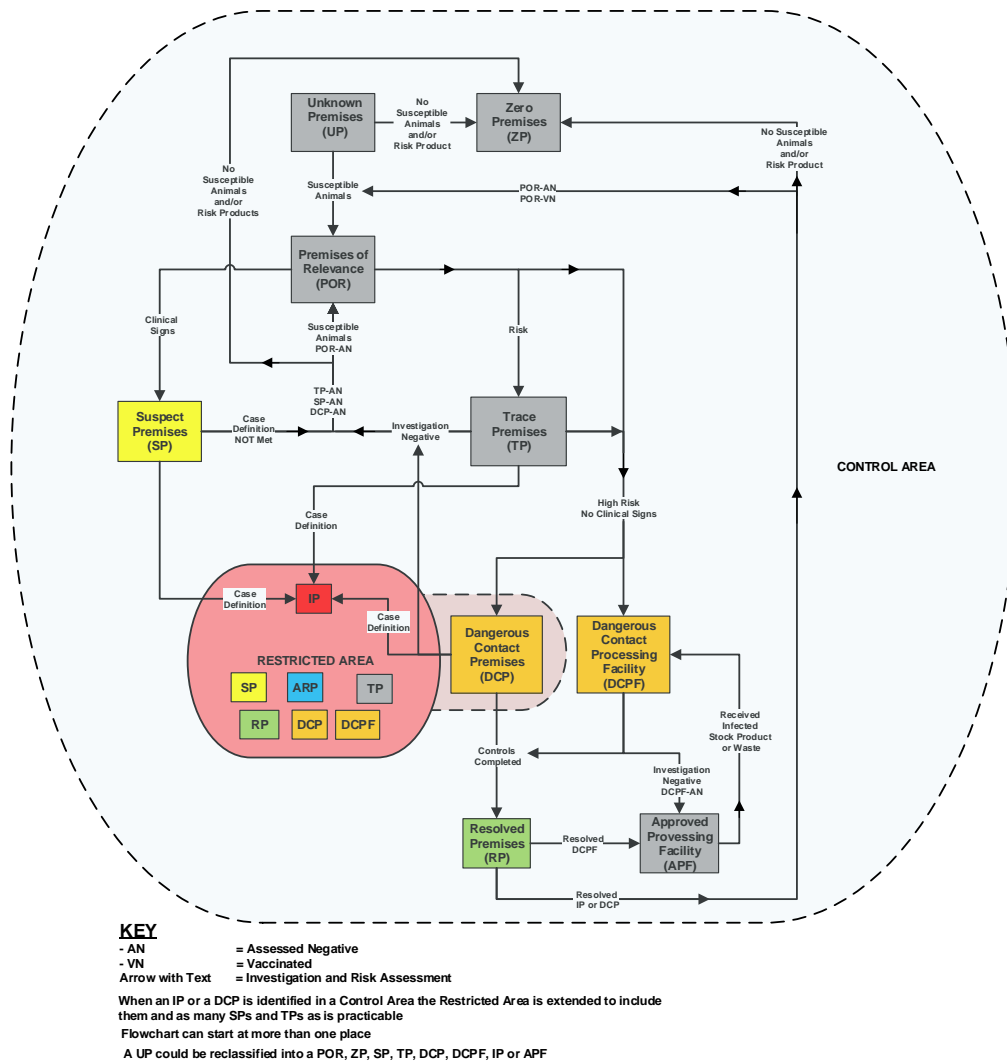 Unknown
Premises
(UP)
No
Susceptible
Animals
and/or
Risk Product
Zero
Premises
(ZP)
No Susceptible
Animals
and/or
Risk Product
No
Susceptible
Animals
and/or
Risk Products
Susceptible
Animals
POR-AN
POR-VN
Premises of
Relevance
(POR)
Clinical
Signs
Susceptible
Animals
POR-AN
Risk
TP-AN
SP-AN
DCP-AN
Suspect
Premises
(SP)
Case
Definition
NOT Met
Investigation
Negative
Trace
Premises
(TP)
CONTROL AREA
High Risk
No Clinical Signs
Case
Definition
Case
Definition
IP
Case
Definition
Dangerous
Contact
Premises
(DCP)
Dangerous
Contact
Processing
Facility
(DCPF)
RESTRICTED AREA
SP
ARP
TP
RP
DCP
DCPF
Received
Infected
Stock Product
or Waste
Controls
Completed
Investigation
Negative
DCPF-AN
Resolved
Premises
(RP)
Resolved
DCPF
Approved
Provessing
Facility
(APF)
Resolved
IP or DCP
KEY
- AN = Assessed Negative
- VN = Vaccinated
Arrow with Text = Investigation and Risk Assessment
When an IP or a DCP is identified in a Control Area the Restricted Area is extended to include
them and as many SPs and TPs as is practicable
Flowchart can start at more than one place
A UP could be reclassified into a POR, ZP, SP, TP, DCP, DCPF, IP or APF